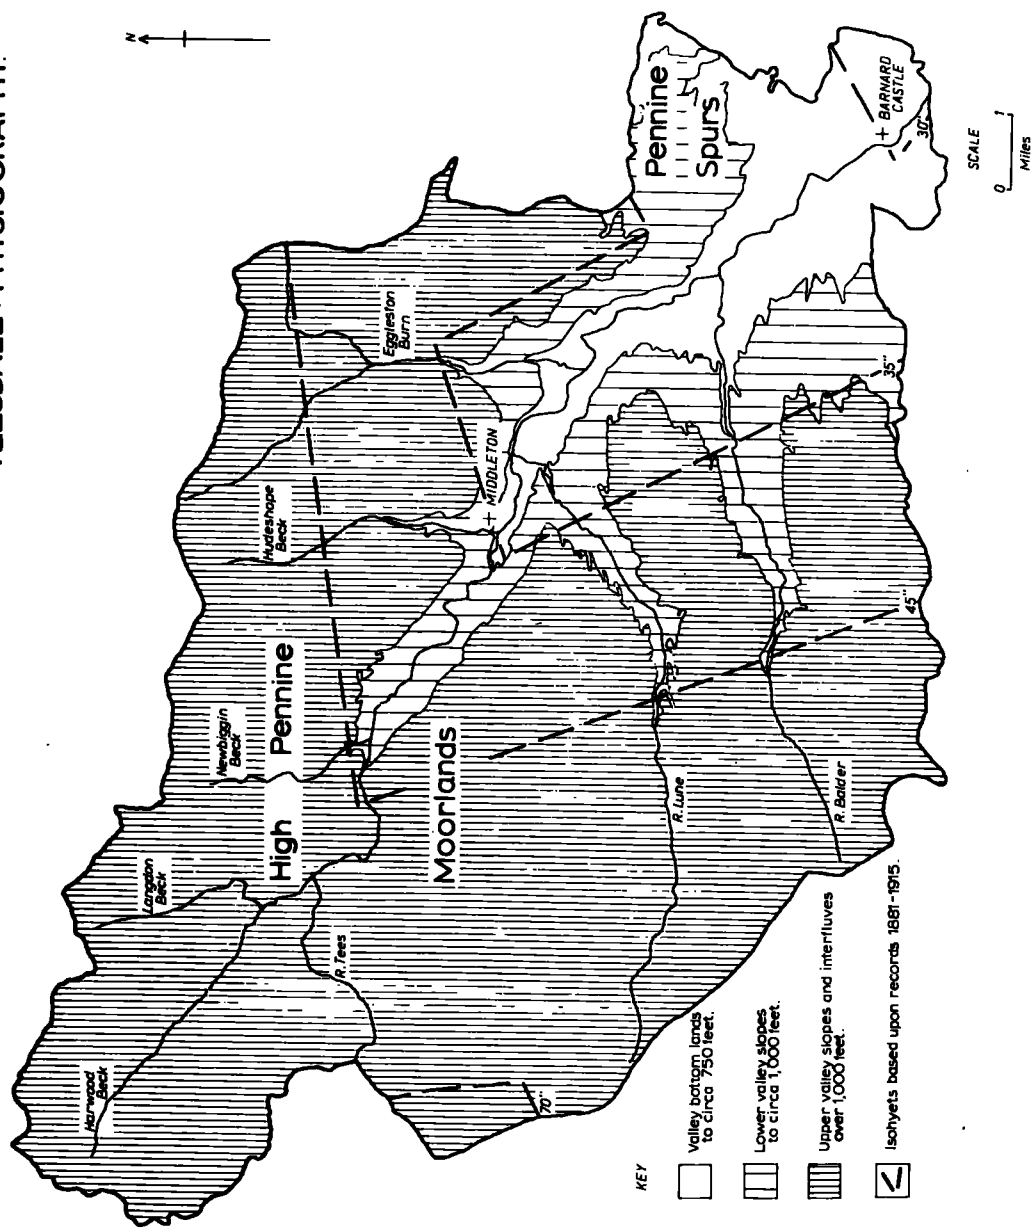 N
Pennine
Spurs
+ BARNARD
CASTLE
30"
SCALE
0 1
Miles
Eggleston
Burn
+ MIDDLETON
Hudeshope
Beck
35"
45"
Newbiggin
Beck
High Pennine
Moorlands
Langdon
Beck
R. Tees
R. Lune
R. Balder
Harwood
Beck
70"
KEY
Valley bottom lands
to circa 750 feet.
Lower valley slopes
to circa 1,000 feet.
Upper valley slopes and interfluves
over 1,000 feet.
Isohyets based upon records 1881-1915.